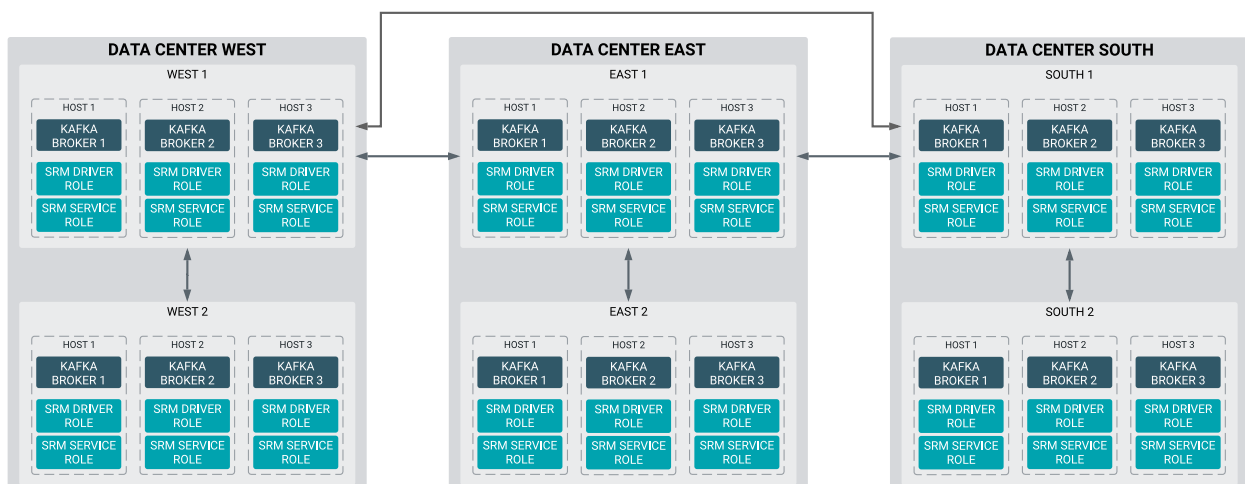 DATA CENTER WEST
WEST 1
HOST 1
KAFKA
BROKER 1
SRM DRIVER
ROLE
SRM SERVICE
ROLE
HOST 2
KAFKA
BROKER 2
SRM DRIVER
ROLE
SRM SERVICE
ROLE
HOST 3
KAFKA
BROKER 3
SRM DRIVER
ROLE
SRM SERVICE
ROLE
WEST 2
HOST 1
KAFKA
BROKER 1
SRM DRIVER
ROLE
SRM SERVICE
ROLE
HOST 2
KAFKA
BROKER 2
SRM DRIVER
ROLE
SRM SERVICE
ROLE
HOST 3
KAFKA
BROKER 3
SRM DRIVER
ROLE
SRM SERVICE
ROLE
DATA CENTER EAST
EAST 1
HOST 1
KAFKA
BROKER 1
SRM DRIVER
ROLE
SRM SERVICE
ROLE
HOST 2
KAFKA
BROKER 2
SRM DRIVER
ROLE
SRM SERVICE
ROLE
HOST 3
KAFKA
BROKER 3
SRM DRIVER
ROLE
SRM SERVICE
ROLE
EAST 2
HOST 1
KAFKA
BROKER 1
SRM DRIVER
ROLE
SRM SERVICE
ROLE
HOST 2
KAFKA
BROKER 2
SRM DRIVER
ROLE
SRM SERVICE
ROLE
HOST 3
KAFKA
BROKER 3
SRM DRIVER
ROLE
SRM SERVICE
ROLE
DATA CENTER SOUTH
SOUTH 1
HOST 1
KAFKA
BROKER 1
SRM DRIVER
ROLE
SRM SERVICE
ROLE
HOST 2
KAFKA
BROKER 2
SRM DRIVER
ROLE
SRM SERVICE
ROLE
HOST 3
KAFKA
BROKER 3
SRM DRIVER
ROLE
SRM SERVICE
ROLE
SOUTH 2
HOST 1
KAFKA
BROKER 1
SRM DRIVER
ROLE
SRM SERVICE
ROLE
HOST 2
KAFKA
BROKER 2
SRM DRIVER
ROLE
SRM SERVICE
ROLE
HOST 3
KAFKA
BROKER 3
SRM DRIVER
ROLE
SRM SERVICE
ROLE